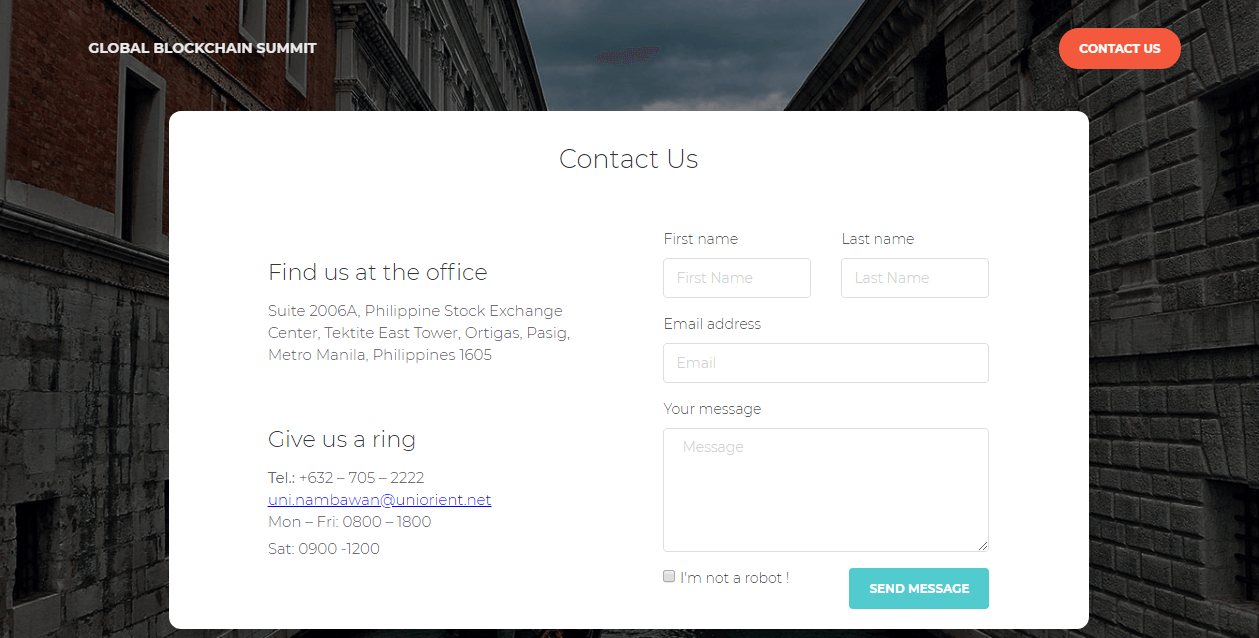 GLOBAL BLOCKCHAIN SUMMIT
CONTACT US
Contact Us
Find us at the office
Suite 2006A, Philippine Stock Exchange
Center, Tektite East Tower, Ortigas, Pasig,
Metro Manila, Philippines 1605
Give us a ring
Tel.: +632 – 705 – 2222
uni.nambawan@uniorient.net
Mon – Fri: 0800 – 1800
Sat: 0900 -1200
First name
Last name
First Name
Last Name
Email address
Email
Your message
Message
I'm not a robot !
SEND MESSAGE